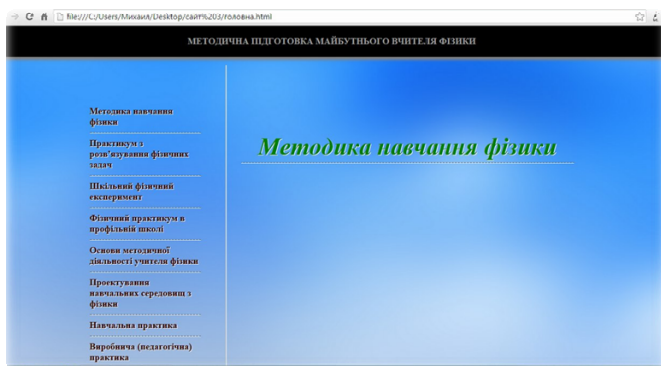 file:///C:/Users/Михаил/Desktop/сайт%203/головна.html
МЕТОДИЧНА ПІДГОТОВКА МАЙБУТНЬОГО ВЧИТЕЛЯ ФІЗИКИ
Методика навчання
фізики
Практикум з
розв'язування фізичних
задач
Шкільний фізичний
експеримент
Фізичний практикум в
профільній школі
Основи методичної
діяльності учителя фізики
Проектування
навчальних середовищ з
фізики
Навчальна практика
Виробнича (педагогічна)
практика
Методика навчання фізики